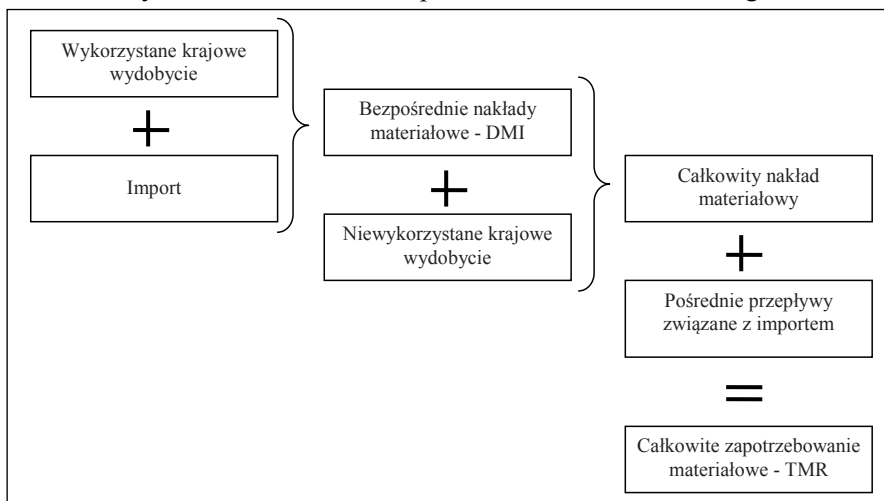 Wykorzystane krajowe
wydobycie
+
Import
Bezpośrednie nakłady
materiałowe - DMI
+
Niewykorzystane krajowe
wydobycie
Całkowity nakład
materiałowy
+
Pośrednie przepływy
związane z importem
=
Całkowite zapotrzebowanie
materiałowe - TMR